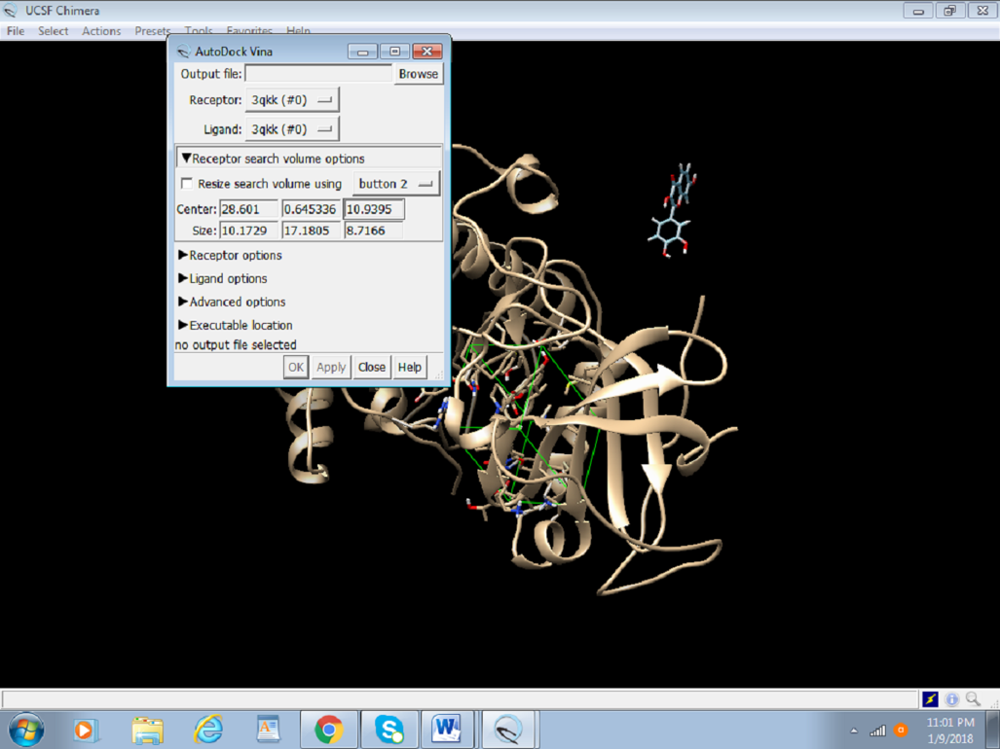 UCSF Chimera
File Select Actions Presets Tools Favorites Help
AutoDock Vina
Output file: Browse
Receptor: 3qkk (#0)
Ligand: 3qkk (#0)
Receptor search volume options
Resize search volume using button 2
Center: 28.601 0.645336 10.9395
Size: 10.1729 17.1805 8.7166
Receptor options
Ligand options
Advanced options
Executable location
no output file selected
OK Apply Close Help
11:01 PM
1/9/2018